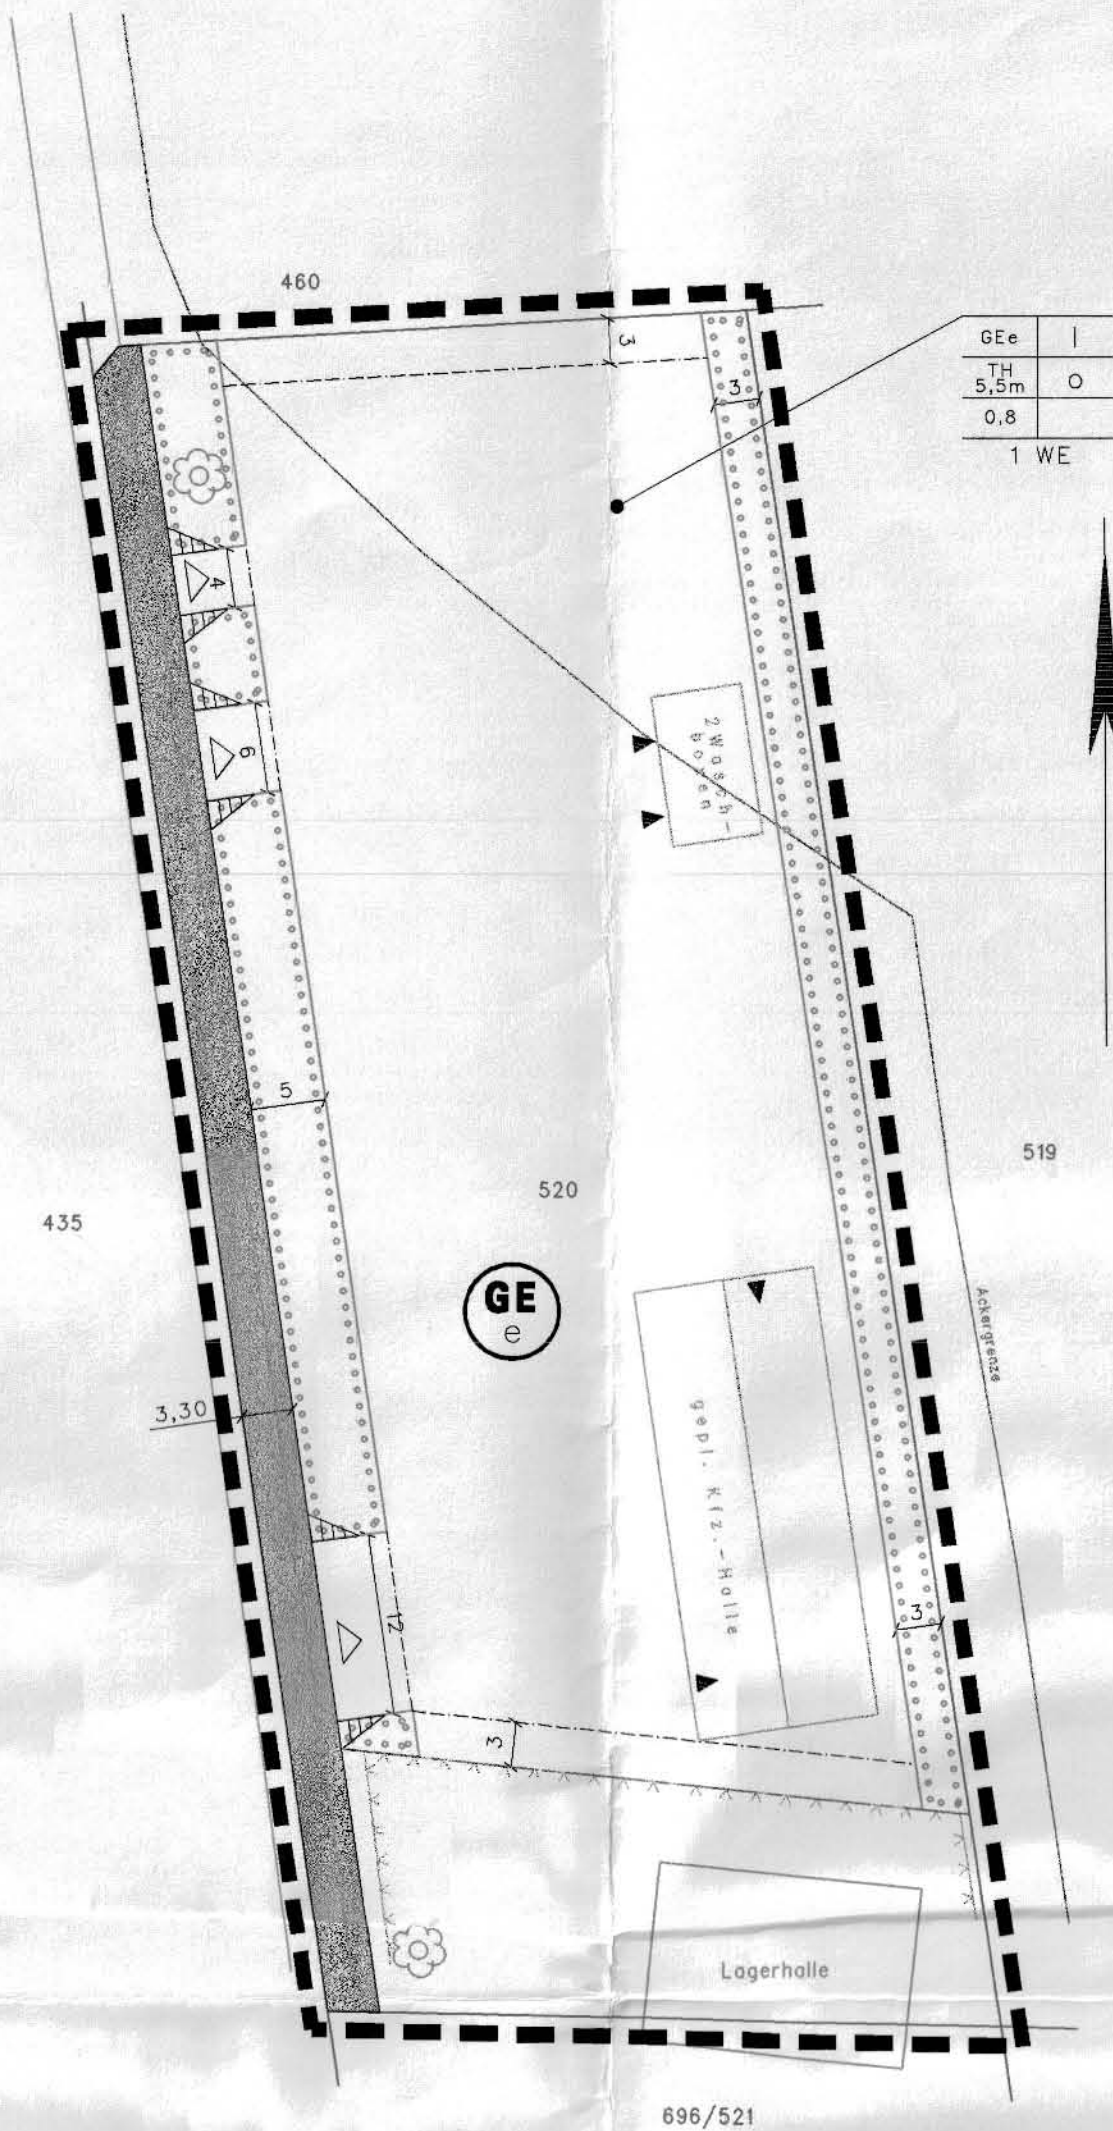 460
3
GEe I
3
TH
5,5m O
0,8
1 WE
4
6
2 Wasch-
boxen
5
519
520
435
GE
e
Ackergrenze
3,30
gepl. Kfz.-Halle
12
3
3
Lagerhalle
696/521